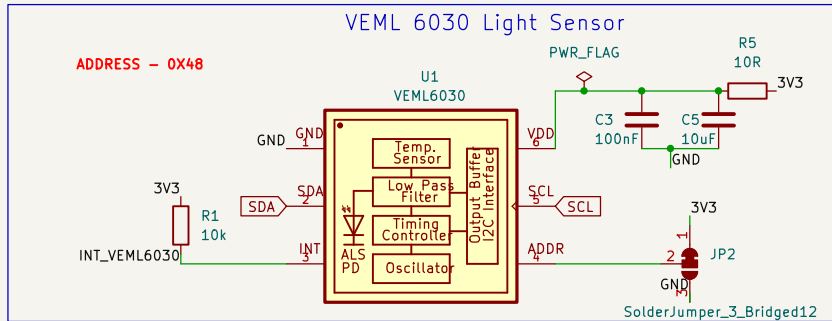 VEML 6030 Light Sensor
ADDRESS - 0X48
PWR_FLAG
R5
10R
3V3
U1
VEML6030
C3
100nF
C5
10uF
GND
GND
GND
1
VDD
6
Temp.
Sensor
Low Pass
Filter
Timing
Controller
Oscillator
Output Buffer
I2C Interface
ALS
PD
SDA
SDA
2
SCL
5
SCL
3V3
R1
10k
INT_VEML6030
INT
3
ADDR
4
3V3
1
2
JP2
GND
3
SolderJumper_3_Bridged12